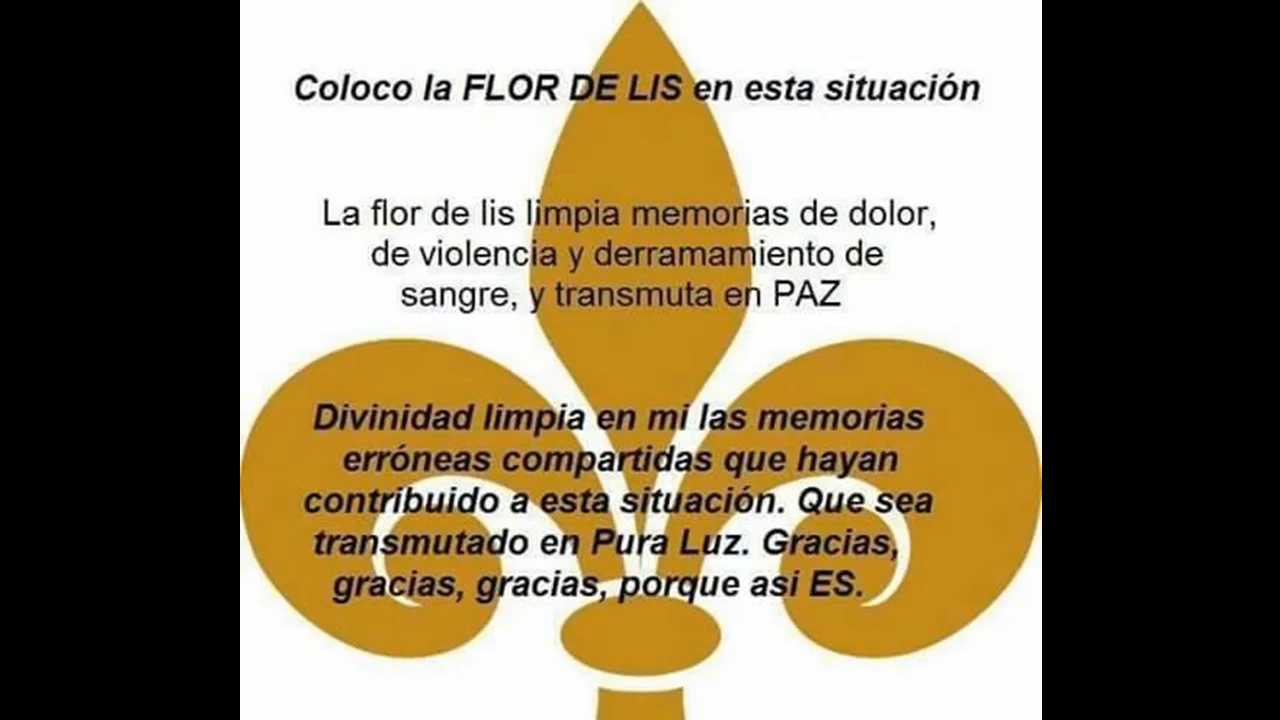 Coloco la FLOR DE LIS en esta situación
La flor de lis limpia memorias de dolor,
de violencia y derramamiento de
sangre, y transmuta en PAZ
Divinidad limpia en mi las memorias
erróneas compartidas que hayan
contribuido a esta situación. Que sea
transmutado en Pura Luz. Gracias,
gracias, gracias, porque asi ES.